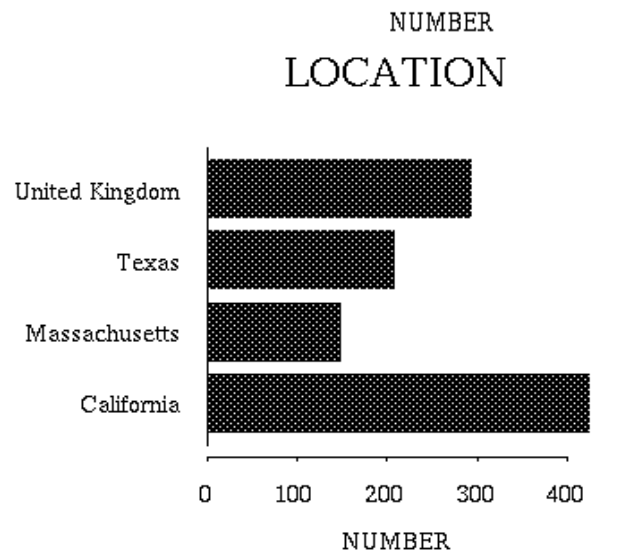 NUMBER
LOCATION
United Kingdom
Texas
Massachusetts
California
0 100 200 300 400
NUMBER